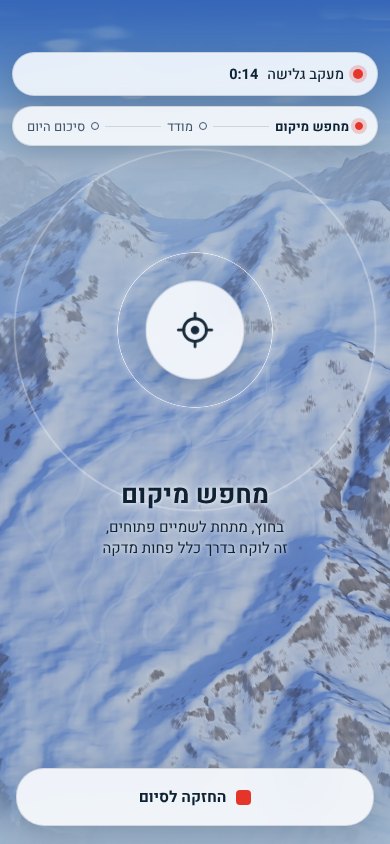 מעקב גלישה 0:14
מחפש מיקום מודד סיכום היום
מחפש מיקום
בחוץ, מתחת לשמיים פתוחים,
זה לוקח בדרך כלל פחות מדקה
החזקה לסיום